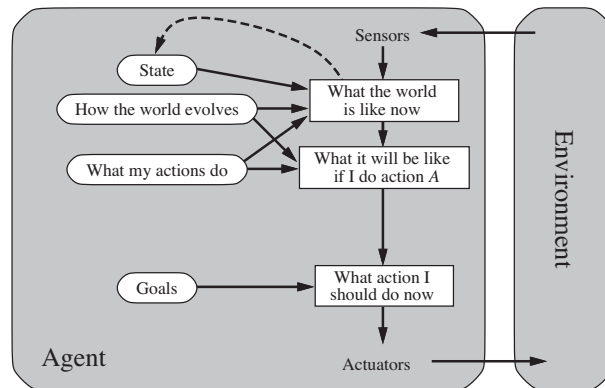 Sensors
State
What the world
is like now
How the world evolves
What it will be like
if I do action A
What my actions do
Environment
Goals
What action I
should do now
Agent
Actuators